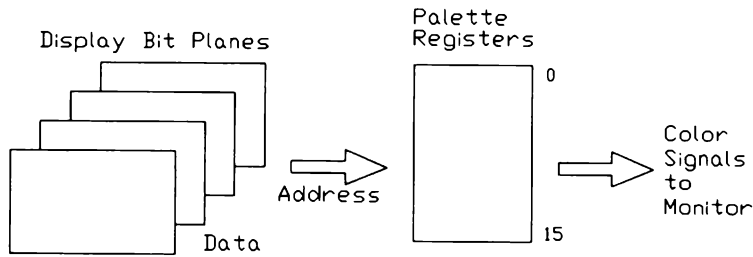 Display Bit Planes
Data
Address
Palette
Registers
0
15
Color
Signals
to
Monitor